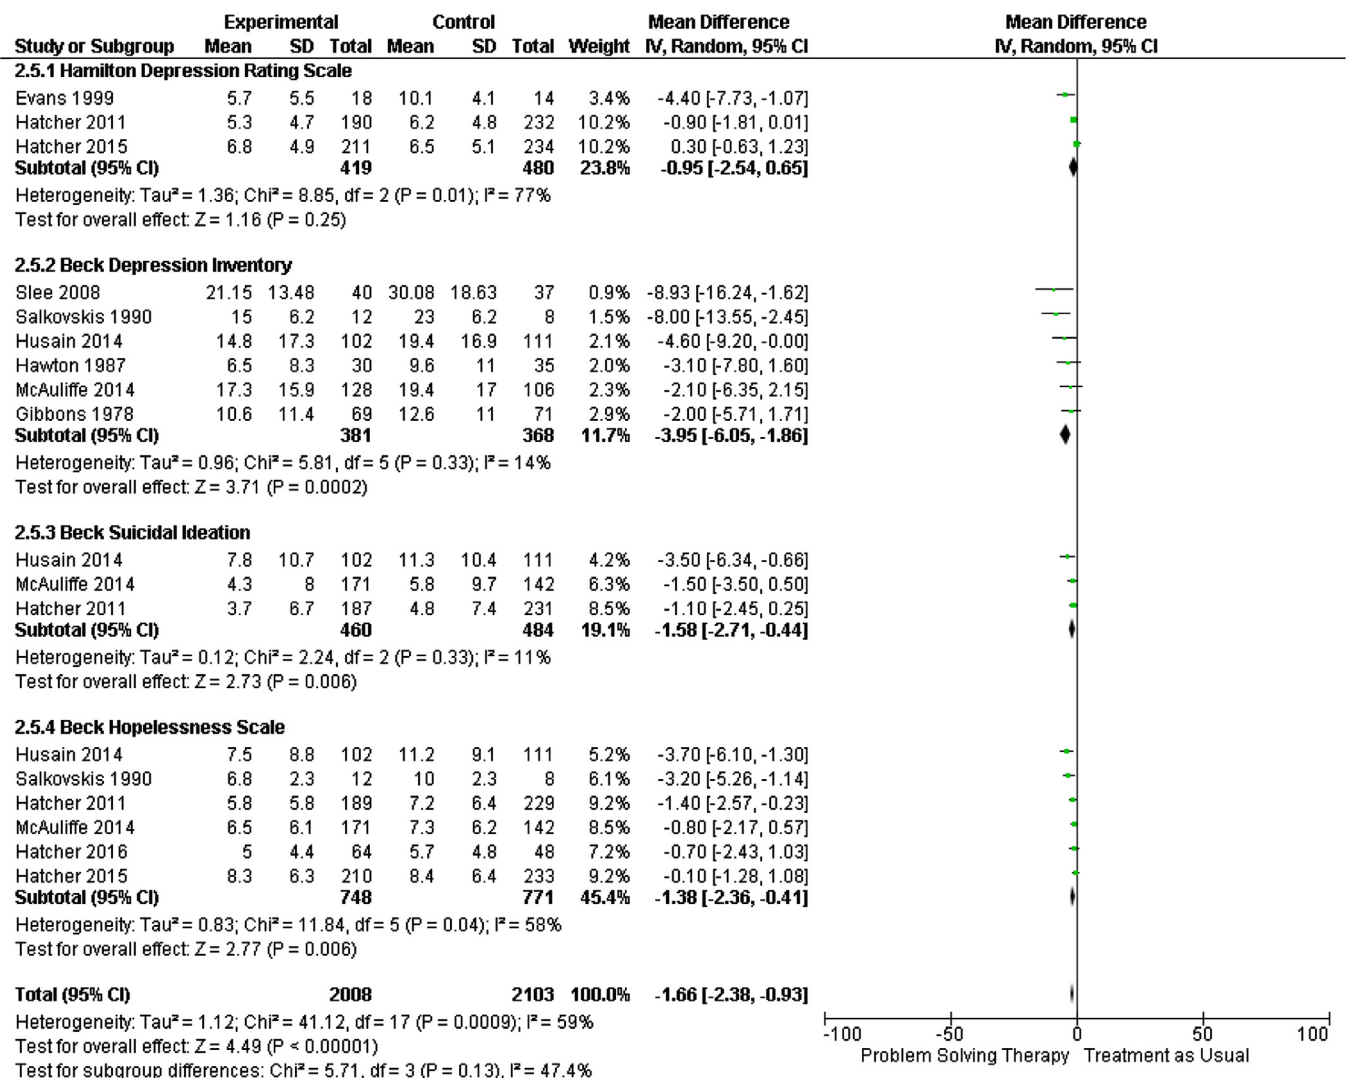 Experimental Control Mean Difference Mean Difference
Study or Subgroup Mean SD Total Mean SD Total Weight IV, Random, 95% CI IV, Random, 95% CI
2.5.1 Hamilton Depression Rating Scale
Evans 1999 5.7 5.5 18 10.1 4.1 14 3.4% -4.40 [-7.73, -1.07]
Hatcher 2011 5.3 4.7 190 6.2 4.8 232 10.2% -0.90 [-1.81, 0.01]
Hatcher 2015 6.8 4.9 211 6.5 5.1 234 10.2% 0.30 [-0.63, 1.23]
Subtotal (95% CI) 419 480 23.8% -0.95 [-2.54, 0.65]
Heterogeneity: Tau² = 1.36; Chi² = 8.85, df = 2 (P = 0.01); I² = 77%
Test for overall effect: Z = 1.16 (P = 0.25)
2.5.2 Beck Depression Inventory
Slee 2008 21.15 13.48 40 30.08 18.63 37 0.9% -8.93 [-16.24, -1.62]
Salkovskis 1990 15 6.2 12 23 6.2 8 1.5% -8.00 [-13.55, -2.45]
Husain 2014 14.8 17.3 102 19.4 16.9 111 2.1% -4.60 [-9.20, -0.00]
Hawton 1987 6.5 8.3 30 9.6 11 35 2.0% -3.10 [-7.80, 1.60]
McAuliffe 2014 17.3 15.9 128 19.4 17 106 2.3% -2.10 [-6.35, 2.15]
Gibbons 1978 10.6 11.4 69 12.6 11 71 2.9% -2.00 [-5.71, 1.71]
Subtotal (95% CI) 381 368 11.7% -3.95 [-6.05, -1.86]
Heterogeneity: Tau² = 0.96; Chi² = 5.81, df = 5 (P = 0.33); I² = 14%
Test for overall effect: Z = 3.71 (P = 0.0002)
2.5.3 Beck Suicidal Ideation
Husain 2014 7.8 10.7 102 11.3 10.4 111 4.2% -3.50 [-6.34, -0.66]
McAuliffe 2014 4.3 8 171 5.8 9.7 142 6.3% -1.50 [-3.50, 0.50]
Hatcher 2011 3.7 6.7 187 4.8 7.4 231 8.5% -1.10 [-2.45, 0.25]
Subtotal (95% CI) 460 484 19.1% -1.58 [-2.71, -0.44]
Heterogeneity: Tau² = 0.12; Chi² = 2.24, df = 2 (P = 0.33); I² = 11%
Test for overall effect: Z = 2.73 (P = 0.006)
2.5.4 Beck Hopelessness Scale
Husain 2014 7.5 8.8 102 11.2 9.1 111 5.2% -3.70 [-6.10, -1.30]
Salkovskis 1990 6.8 2.3 12 10 2.3 8 6.1% -3.20 [-5.26, -1.14]
Hatcher 2011 5.8 5.8 189 7.2 6.4 229 9.2% -1.40 [-2.57, -0.23]
McAuliffe 2014 6.5 6.1 171 7.3 6.2 142 8.5% -0.80 [-2.17, 0.57]
Hatcher 2016 5 4.4 64 5.7 4.8 48 7.2% -0.70 [-2.43, 1.03]
Hatcher 2015 8.3 6.3 210 8.4 6.4 233 9.2% -0.10 [-1.28, 1.08]
Subtotal (95% CI) 748 771 45.4% -1.38 [-2.36, -0.41]
Heterogeneity: Tau² = 0.83; Chi² = 11.84, df = 5 (P = 0.04); I² = 58%
Test for overall effect: Z = 2.77 (P = 0.006)
Total (95% CI) 2008 2103 100.0% -1.66 [-2.38, -0.93]
Heterogeneity: Tau² = 1.12; Chi² = 41.12, df = 17 (P = 0.0009); I² = 59%
-100 -50 0 50 100
Test for overall effect: Z = 4.49 (P < 0.00001)
Problem Solving Therapy Treatment as Usual
Test for subgroup differences: Chi² = 5.71, df = 3 (P = 0.13), I² = 47.4%